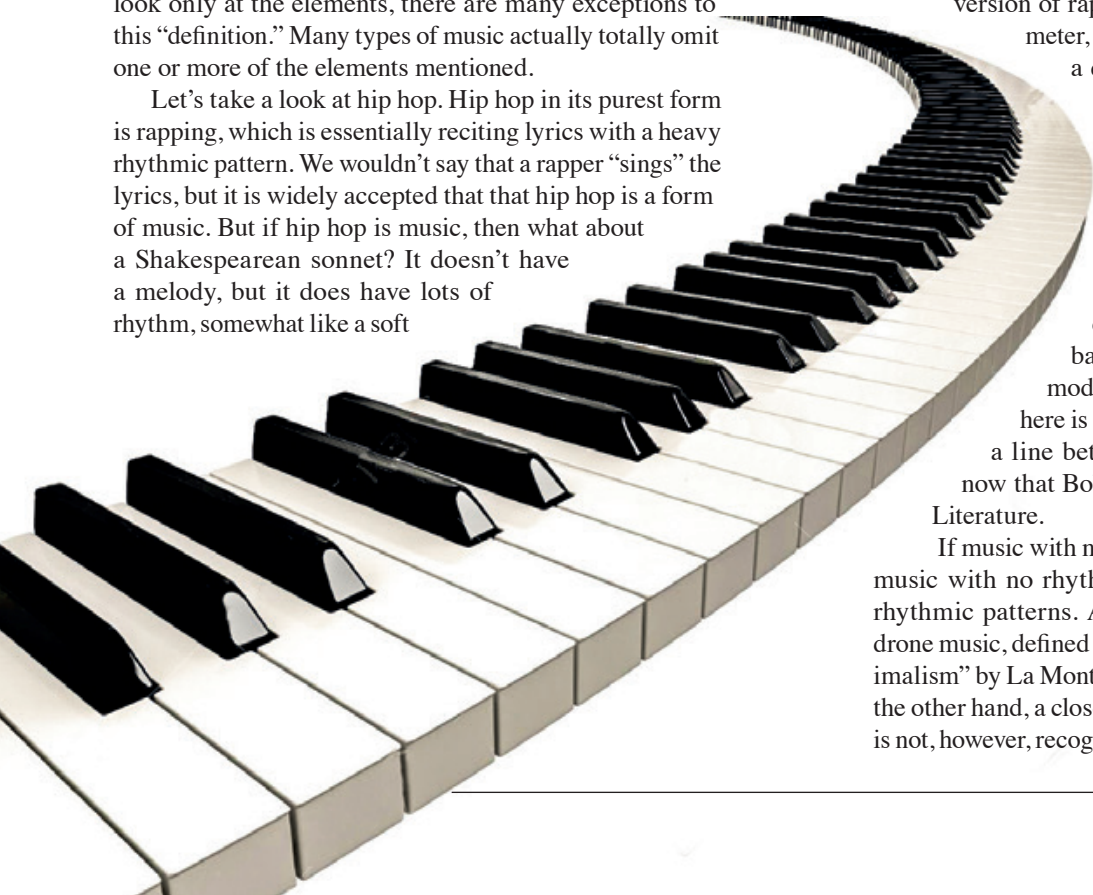 look only at the elements, there are many exceptions to
this “definition.” Many types of music actually totally omit
one or more of the elements mentioned.
Let’s take a look at hip hop. Hip hop in its purest form
is rapping, which is essentially reciting lyrics with a heavy
rhythmic pattern. We wouldn’t say that a rapper “sings” the
lyrics, but it is widely accepted that that hip hop is a form
of music. But if hip hop is music, then what about
a Shakespearean sonnet? It doesn’t have
a melody, but it does have lots of
rhythm, somewhat like a soft
version of rap
meter,
a
ba
mod
here is
a line bet
now that Bo
Literature.
If music with
music with no rhyth
rhythmic patterns.
drone music, defined
imalism” by La Mont
the other hand, a clos
is not, however, recog